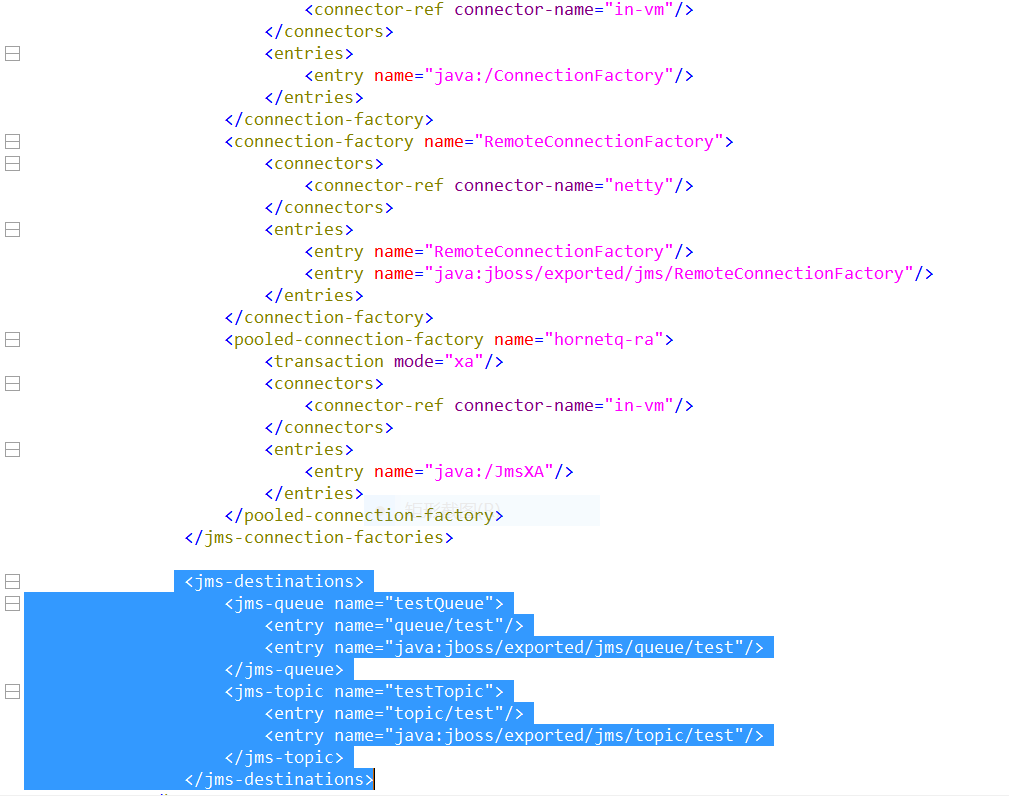 <connector-ref connector-name="in-vm"/>
</connectors>
<entries>
<entry name="java:/ConnectionFactory"/>
</entries>
</connection-factory>
<connection-factory name="RemoteConnectionFactory">
<connectors>
<connector-ref connector-name="netty"/>
</connectors>
<entries>
<entry name="RemoteConnectionFactory"/>
<entry name="java:jboss/exported/jms/RemoteConnectionFactory"/>
</entries>
</connection-factory>
<pooled-connection-factory name="hornetq-ra">
<transaction mode="xa"/>
<connectors>
<connector-ref connector-name="in-vm"/>
</connectors>
<entries>
<entry name="java:/JmsXA"/>
</entries>
矩形截图(R)
</pooled-connection-factory>
</jms-connection-factories>
<jms-destinations>
<jms-queue name="testQueue">
<entry name="queue/test"/>
<entry name="java:jboss/exported/jms/queue/test"/>
</jms-queue>
<jms-topic name="testTopic">
<entry name="topic/test"/>
<entry name="java:jboss/exported/jms/topic/test"/>
</jms-topic>
</jms-destinations>